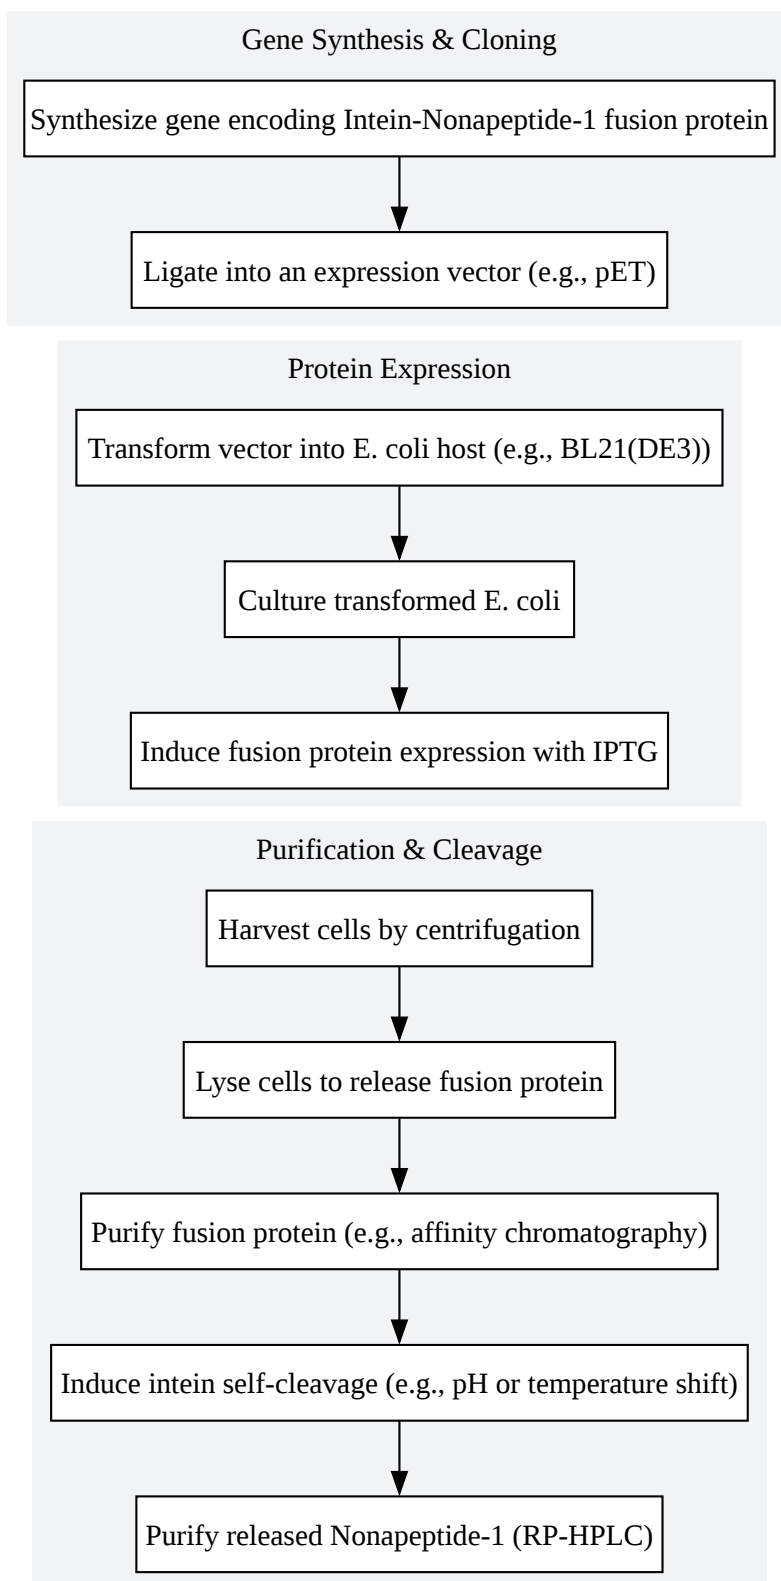 Gene Synthesis & Cloning
Synthesize gene encoding Intein-Nonapeptide-1 fusion protein
Ligate into an expression vector (e.g., pET)
Protein Expression
Transform vector into E. coli host (e.g., BL21(DE3))
Culture transformed E. coli
Induce fusion protein expression with IPTG
Purification & Cleavage
Harvest cells by centrifugation
Lyse cells to release fusion protein
Purify fusion protein (e.g., affinity chromatography)
Induce intein self-cleavage (e.g., pH or temperature shift)
Purify released Nonapeptide-1 (RP-HPLC)